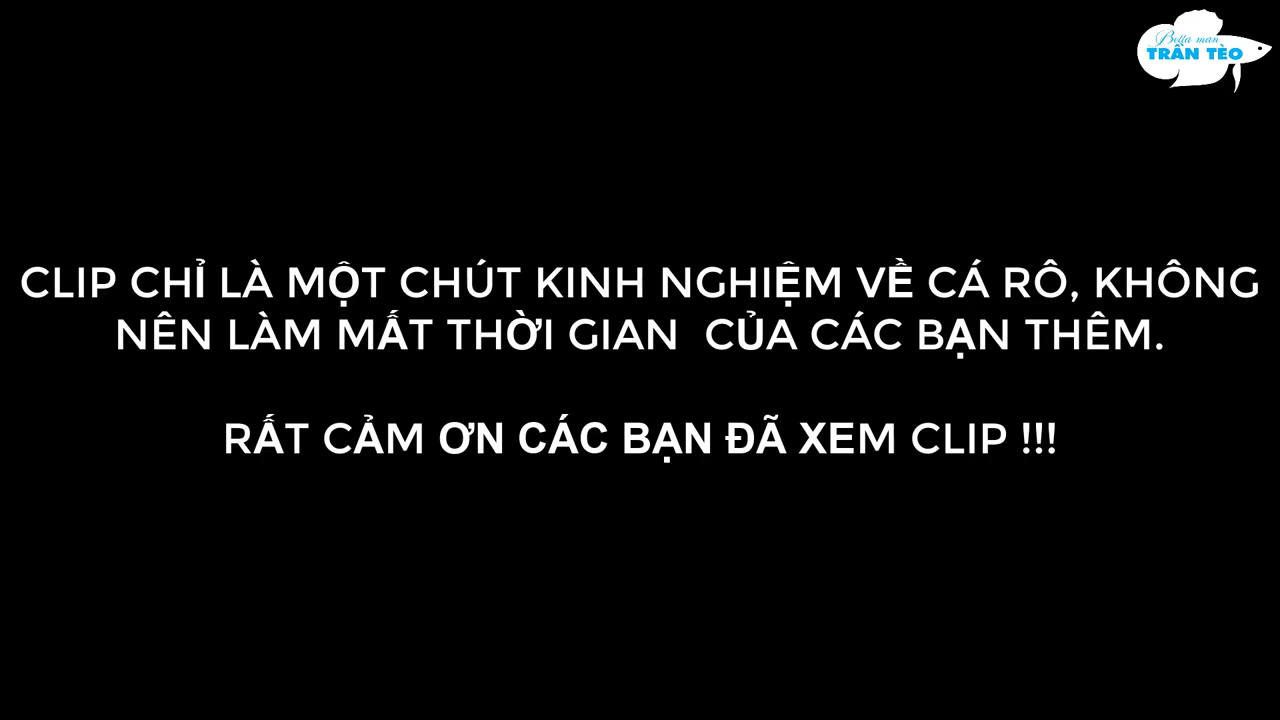 Betta man
TRẦN TÈO
CLIP CHỈ LÀ MỘT CHÚT KINH NGHIỆM VỀ CÁ RÔ, KHÔNG
NÊN LÀM MẤT THỜI GIAN CỦA CÁC BẠN THÊM.
RẤT CẢM ƠN CÁC BẠN ĐÃ XEM CLIP !!!